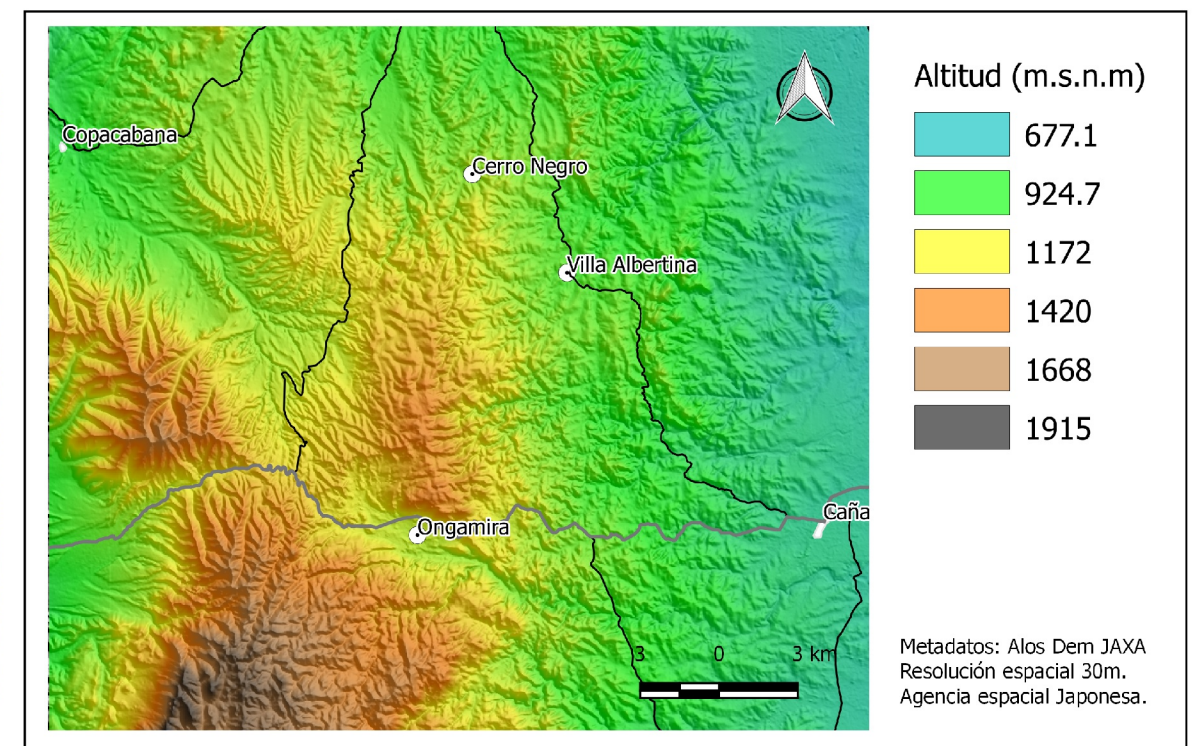 Copacabana
Cerro Negro
Villa Albertina
Ongamira
Caña
3 0 3 km
Altitud (m.s.n.m)
677.1
924.7
1172
1420
1668
1915
Metadatos: Alos Dem JAXA
Resolución espacial 30m.
Agencia espacial Japonesa.